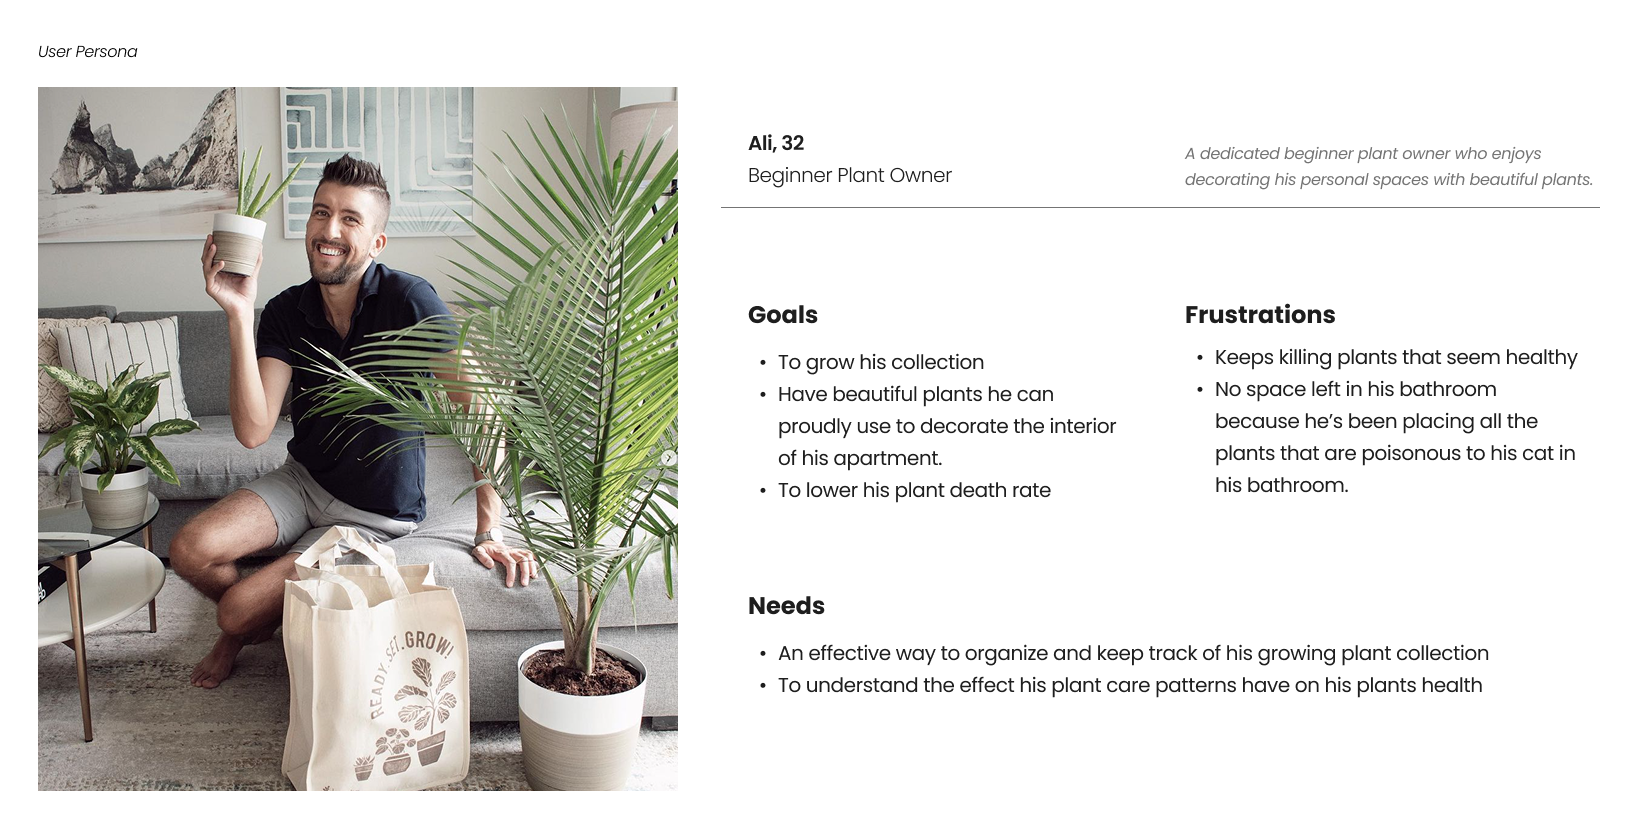 User Persona
Ali, 32
Beginner Plant Owner
A dedicated beginner plant owner who enjoys
decorating his personal spaces with beautiful plants.
Goals
• To grow his collection
• Have beautiful plants he can
proudly use to decorate the interior
of his apartment.
• To lower his plant death rate
Frustrations
• Keeps killing plants that seem healthy
• No space left in his bathroom
because he’s been placing all the
plants that are poisonous to his cat in
his bathroom.
Needs
• An effective way to organize and keep track of his growing plant collection
• To understand the effect his plant care patterns have on his plants health
READY. SET. GROW!